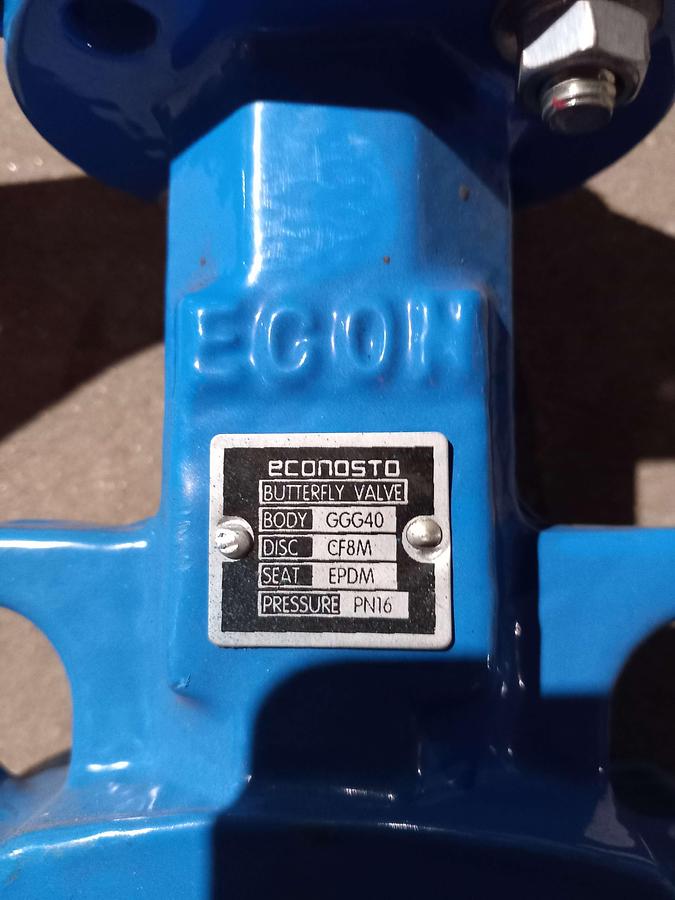 ECON
econosto
BUTTERFLY VALVE
BODY GGG40
DISC CF8M
SEAT EPDM
PRESSURE PN16